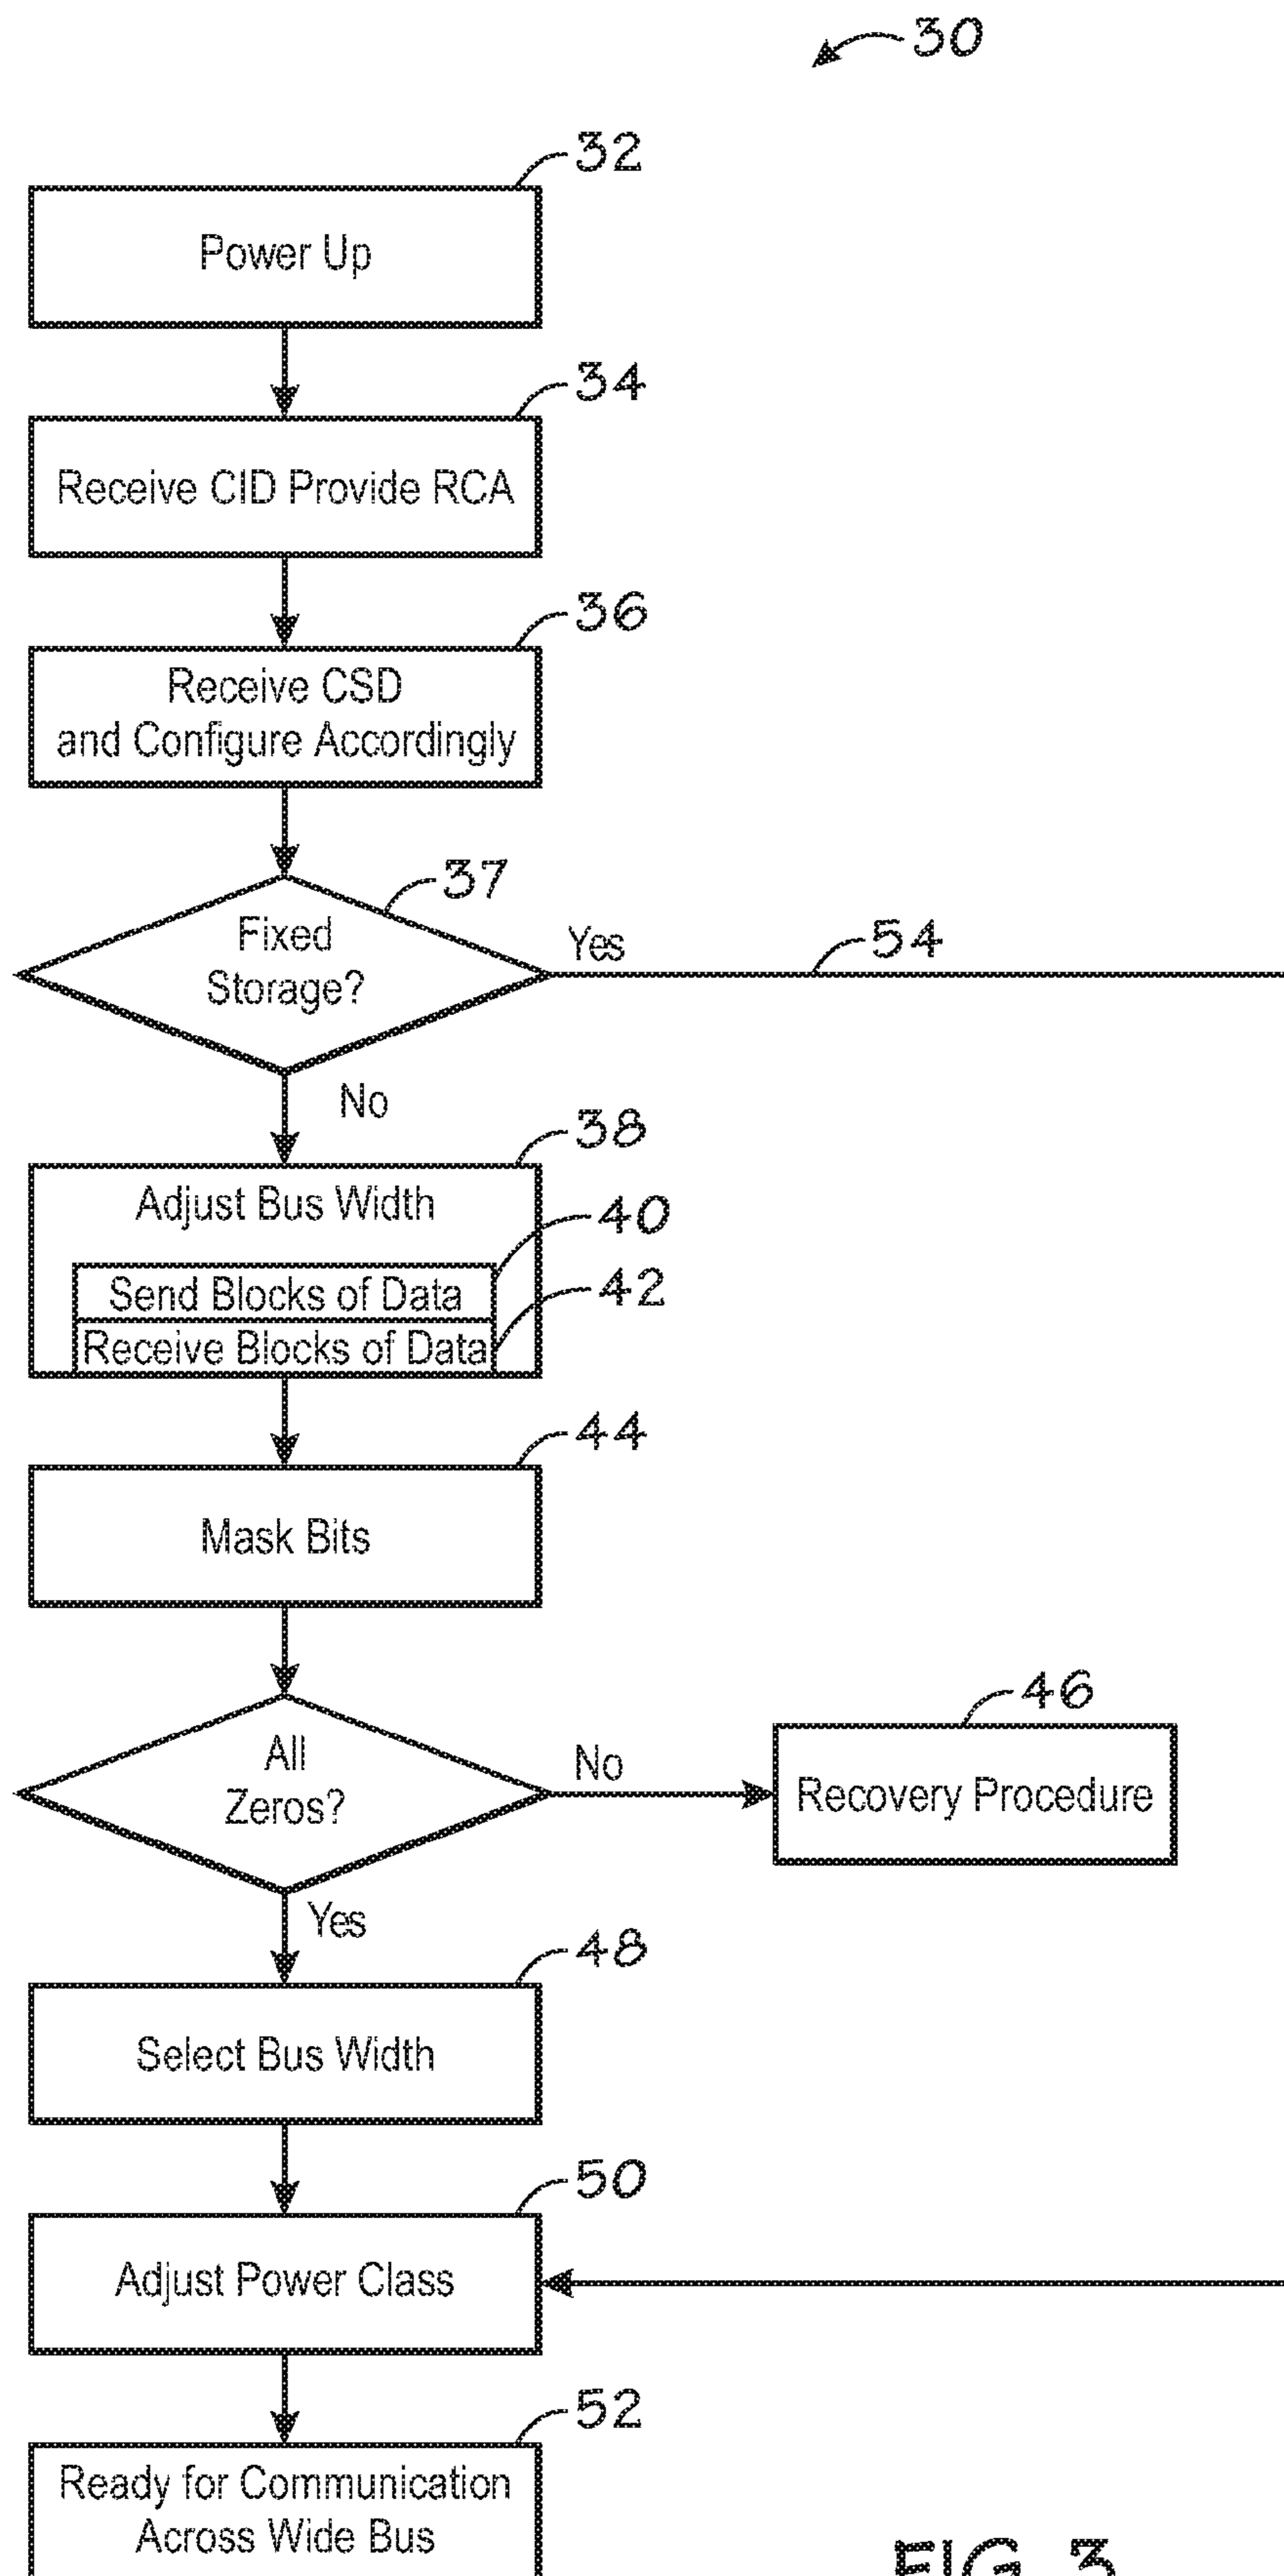 30
32
Power Up
34
Receive CID Provide RCA
36
Receive CSD
and Configure Accordingly
37
Fixed
Storage?
Yes
54
No
38
Adjust Bus Width
40
Send Blocks of Data
42
Receive Blocks of Data
44
Mask Bits
All
Zeros?
No
46
Recovery Procedure
Yes
48
Select Bus Width
50
Adjust Power Class
52
Ready for Communication
Across Wide Bus
FIG. 3